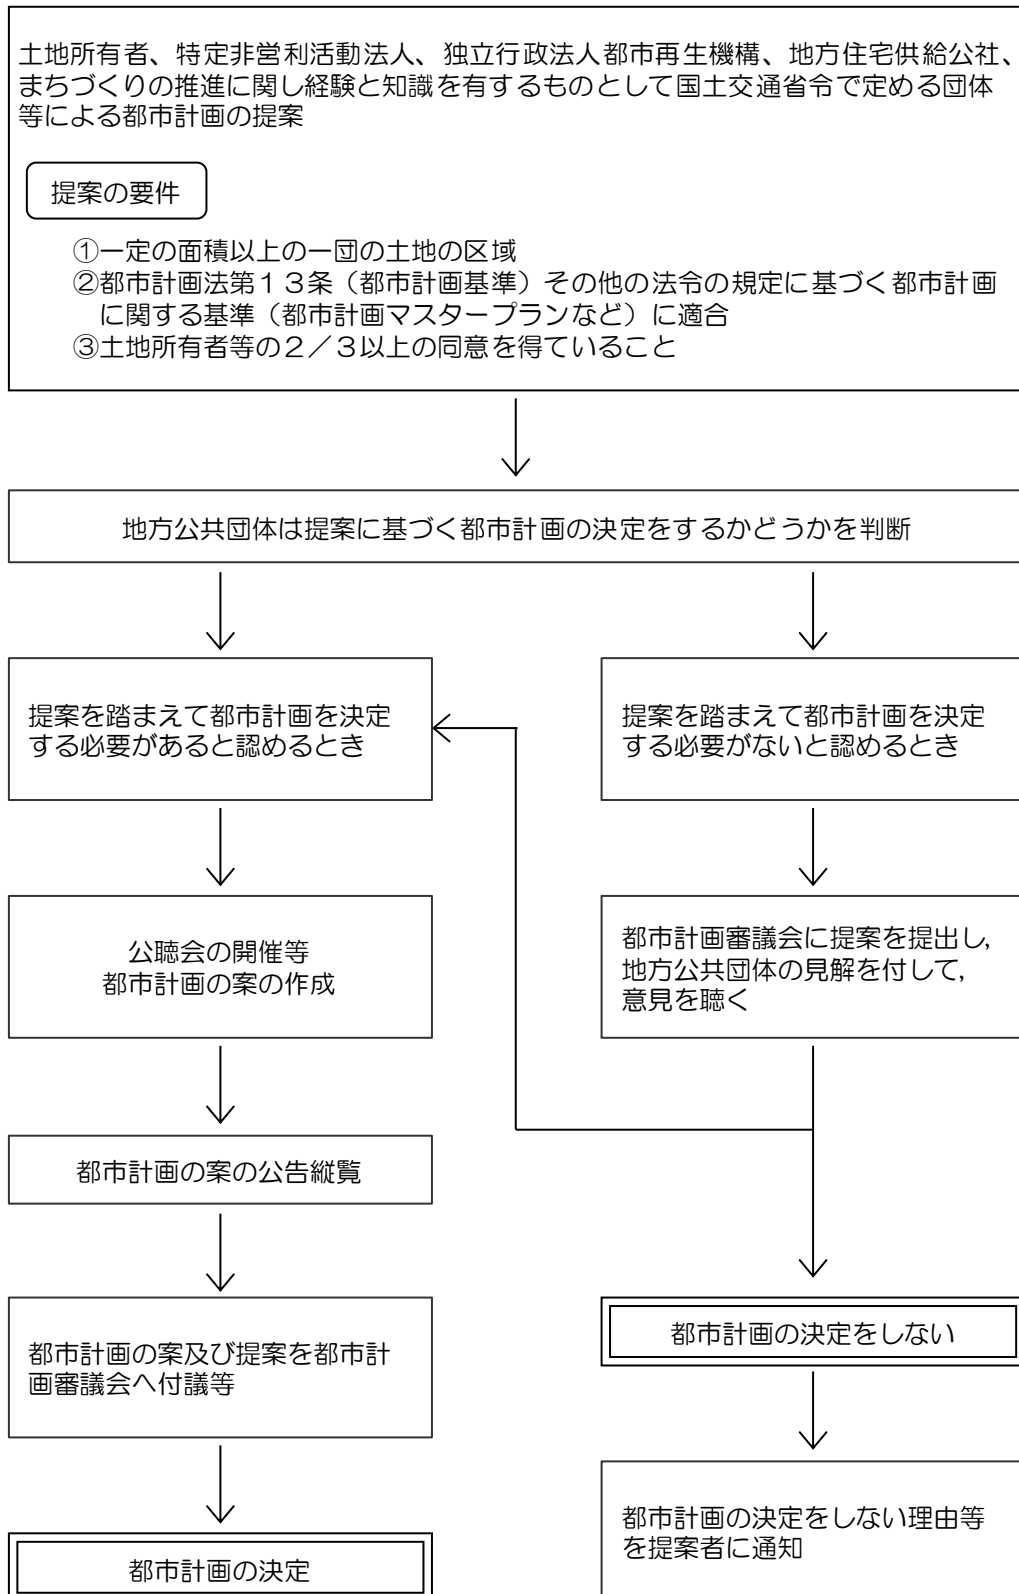 土地所有者、特定非営利活動法人、独立行政法人都市再生機構、地方住宅供給公社、
まちづくりの推進に関し経験と知識を有するものとして国土交通省令で定める団体
等による都市計画の提案
提案の要件
①一定の面積以上の一団の土地の区域
②都市計画法第１３条（都市計画基準）その他の法令の規定に基づく都市計画
に関する基準（都市計画マスタープランなど）に適合
③土地所有者等の２／３以上の同意を得ていること
地方公共団体は提案に基づく都市計画の決定をするかどうかを判断
提案を踏まえて都市計画を決定
する必要があると認めるとき
提案を踏まえて都市計画を決定
する必要がないと認めるとき
公聴会の開催等
都市計画の案の作成
都市計画審議会に提案を提出し,
地方公共団体の見解を付して,
意見を聴く
都市計画の案の公告縦覧
都市計画の案及び提案を都市計
画審議会へ付議等
都市計画の決定をしない
都市計画の決定
都市計画の決定をしない理由等
を提案者に通知